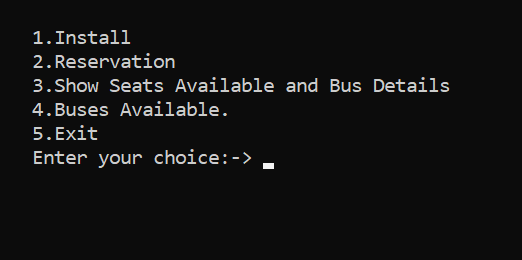 1.Install
2.Reservation
3.Show Seats Available and Bus Details
4.Buses Available.
5.Exit
Enter your choice:->